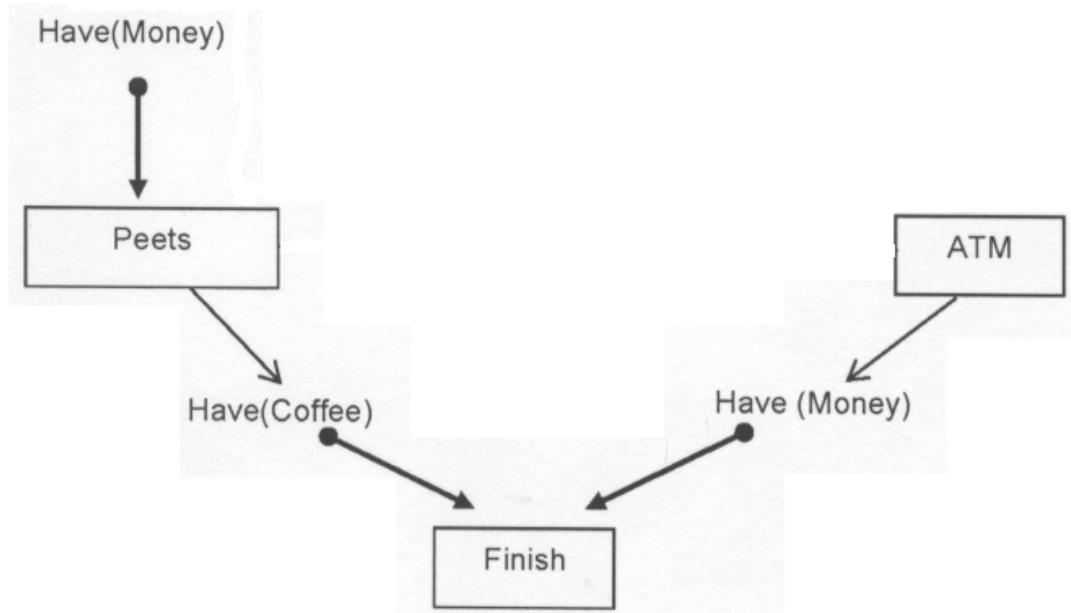 Have(Money)
Peets
ATM
Have(Coffee)
Have (Money)
Finish